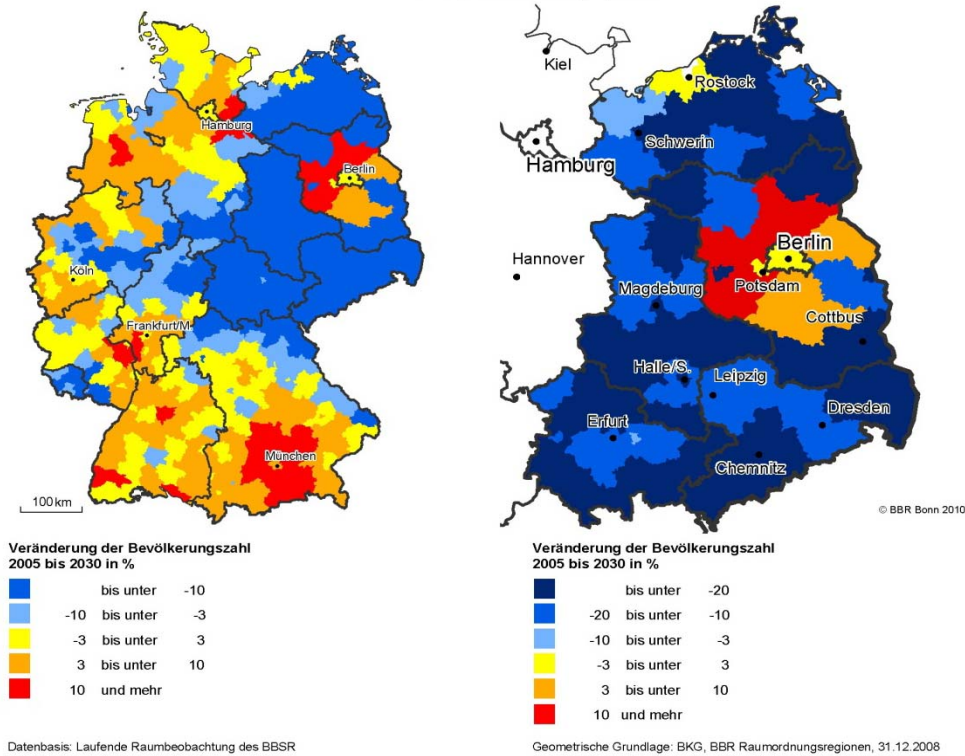 Hamburg
Berlin
Köln
Frankfurt/M.
München
100 km
Veränderung der Bevölkerungszahl
2005 bis 2030 in %
bis unter -10
-10 bis unter -3
-3 bis unter 3
3 bis unter 10
10 und mehr
Datenbasis: Laufende Raumbeobachtung des BBSR
Kiel
Rostock
Schwerin
Hamburg
Berlin
Hannover
Potsdam
Magdeburg
Cottbus
Halle/S.
Leipzig
Dresden
Erfurt
Chemnitz
© BBR Bonn 2010
Veränderung der Bevölkerungszahl
2005 bis 2030 in %
bis unter -20
-20 bis unter -10
-10 bis unter -3
-3 bis unter 3
3 bis unter 10
10 und mehr
Geometrische Grundlage: BKG, BBR Raumordnungsregionen, 31.12.2008